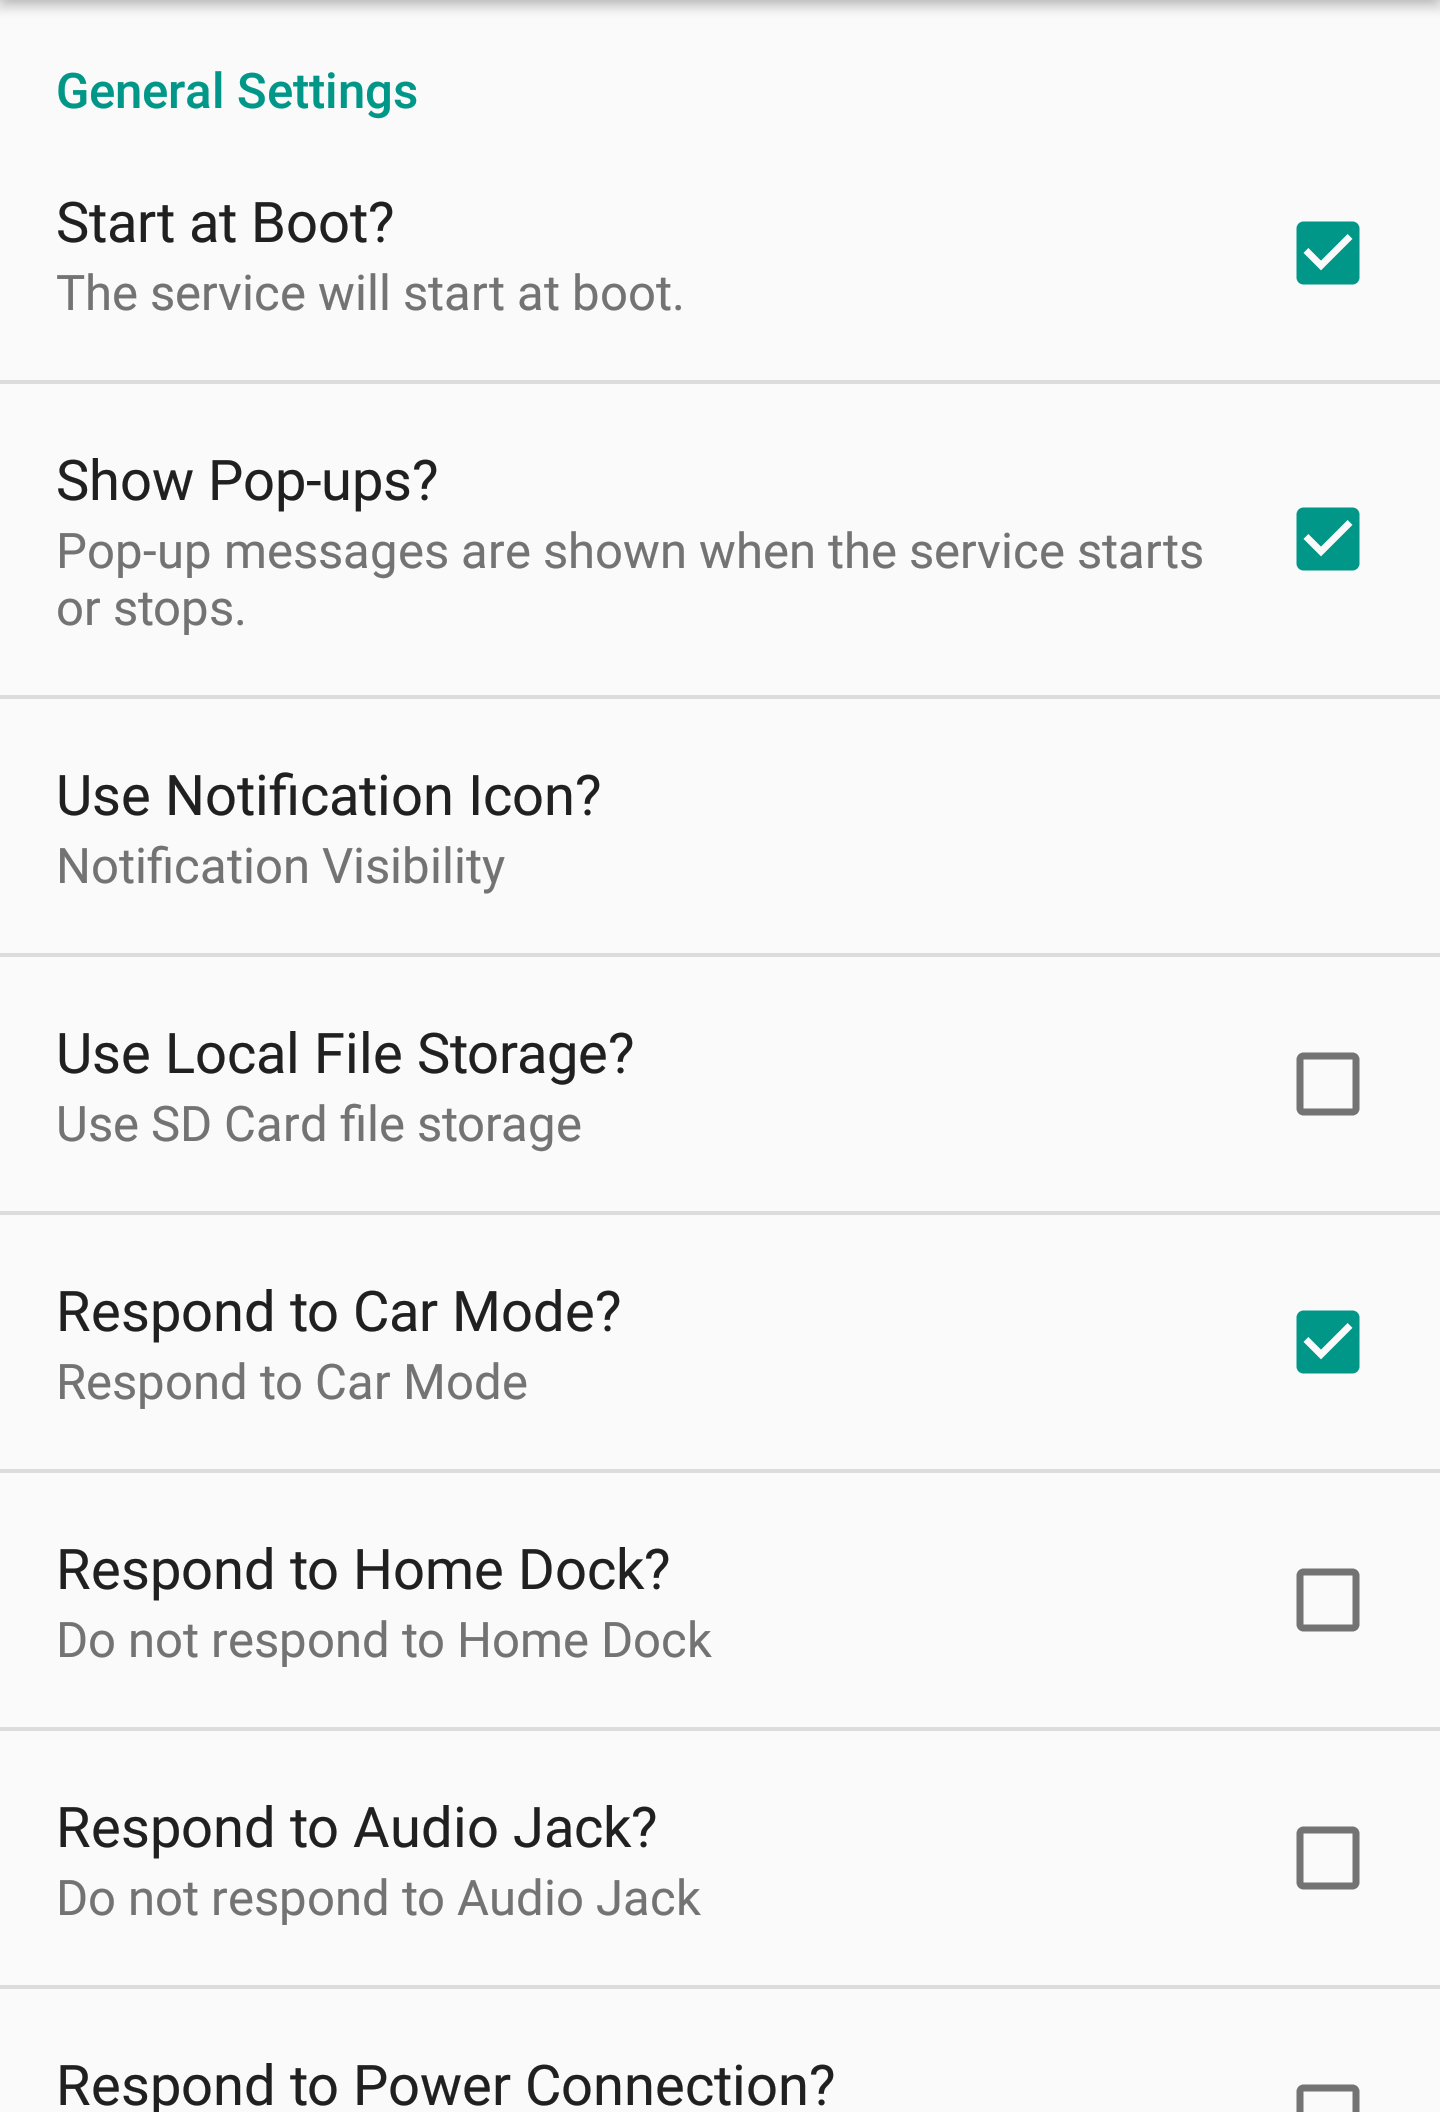 General Settings
Start at Boot?
The service will start at boot.
Show Pop-ups?
Pop-up messages are shown when the service starts
or stops.
Use Notification Icon?
Notification Visibility
Use Local File Storage?
Use SD Card file storage
Respond to Car Mode?
Respond to Car Mode
Respond to Home Dock?
Do not respond to Home Dock
Respond to Audio Jack?
Do not respond to Audio Jack
Respond to Power Connection?